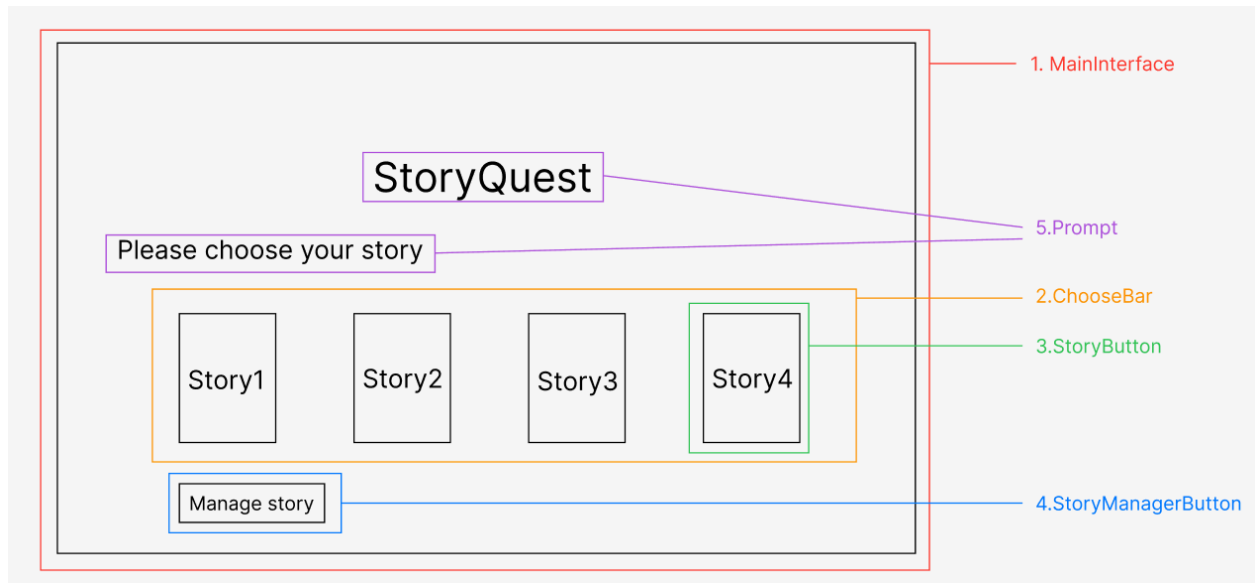 1. MainInterface
StoryQuest
5.Prompt
Please choose your story
2.ChooseBar
3.StoryButton
Story1
Story2
Story3
Story4
Manage story
4.StoryManagerButton